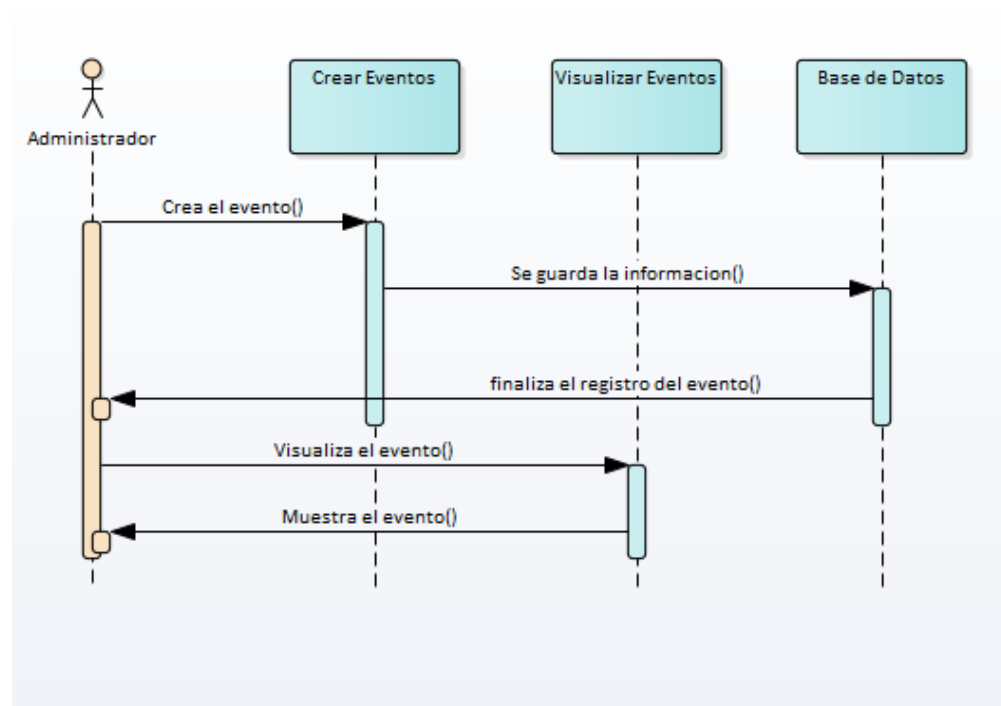 Crear Eventos
Visualizar Eventos
Base de Datos
Administrador
Crea el evento()
Se guarda la informacion()
finaliza el registro del evento()
Visualiza el evento()
Muestra el evento()